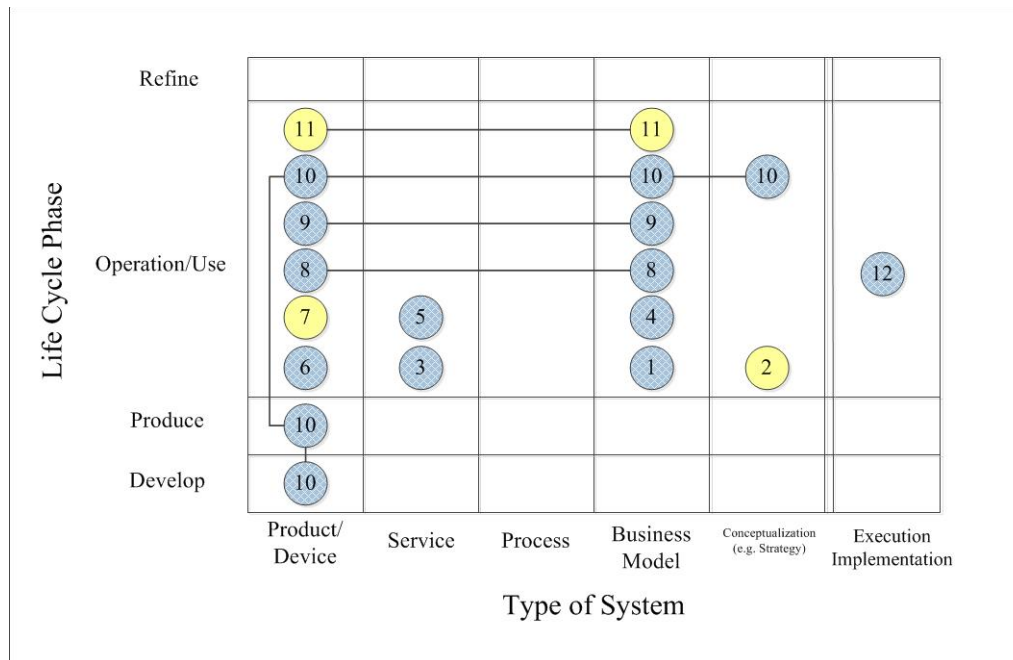 Refine
11 11
10 10 10
9 9
Operation/Use
8 8
12
7 5 4
6 3 1 2
Produce
10
Develop
10
Product/
Device
Service
Process
Business
Model
Conceptualization
(e.g. Strategy)
Execution
Implementation
Type of System
Life Cycle Phase